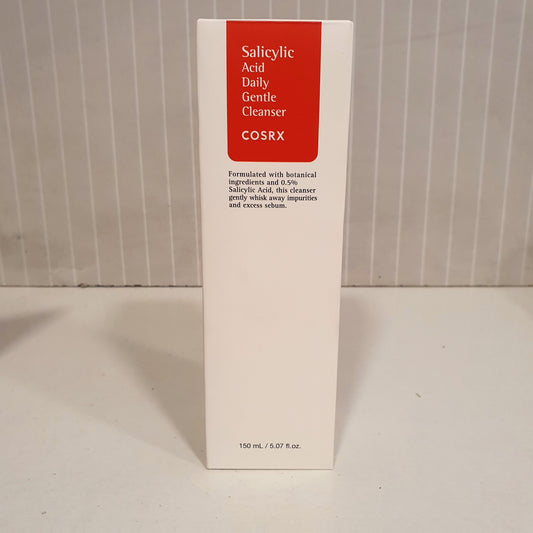 Salicylic
Acid
Daily
Gentle
Cleanser
COSRX
Formulated with botanical
ingredients and 0.5%
Salicylic Acid, this cleanser
gently whisk away impurities
and excess sebum.
150 mL / 5.07 fl.oz.